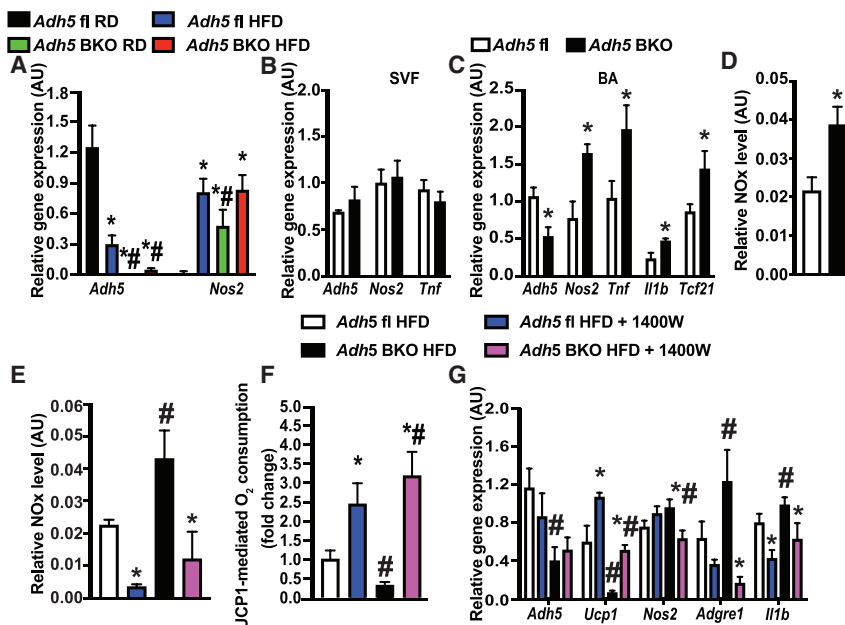 Adh5 fl RD
Adh5 fl HFD
Adh5 BKO RD
Adh5 BKO HFD
Adh5 fl
Adh5 BKO
A
Relative gene expression (AU)
1.8
1.5
1.2
0.9
0.6
0.3
0.0
*
*#
*#
*
*#
*
Adh5
Nos2
B
SVF
Relative gene expression (AU)
2.0
1.5
1.0
0.5
0.0
Adh5 Nos2 Tnf
C
BA
Relative gene expression (AU)
2.5
2.0
1.5
1.0
0.5
0.0
*
*
*
*
*
Adh5 Nos2 Tnf Il1b Tcf21
D
Relative NOx level (AU)
0.05
0.04
0.03
0.02
0.01
0.00
*
Adh5 fl HFD
Adh5 fl HFD + 1400W
Adh5 BKO HFD
Adh5 BKO HFD + 1400W
E
Relative NOx level (AU)
0.06
0.05
0.04
0.03
0.02
0.01
0.00
*
#
*
F
UCP1-mediated O2 consumption
(fold change)
5.0
4.5
4.0
3.5
3.0
2.5
2.0
1.5
1.0
0.5
0.0
*
#
*#
G
Relative gene expression (AU)
2.0
1.6
1.2
0.8
0.4
0.0
#
*
#
*#
*#
#
*
*
#
*
Adh5 Ucp1 Nos2 Adgre1 Il1b